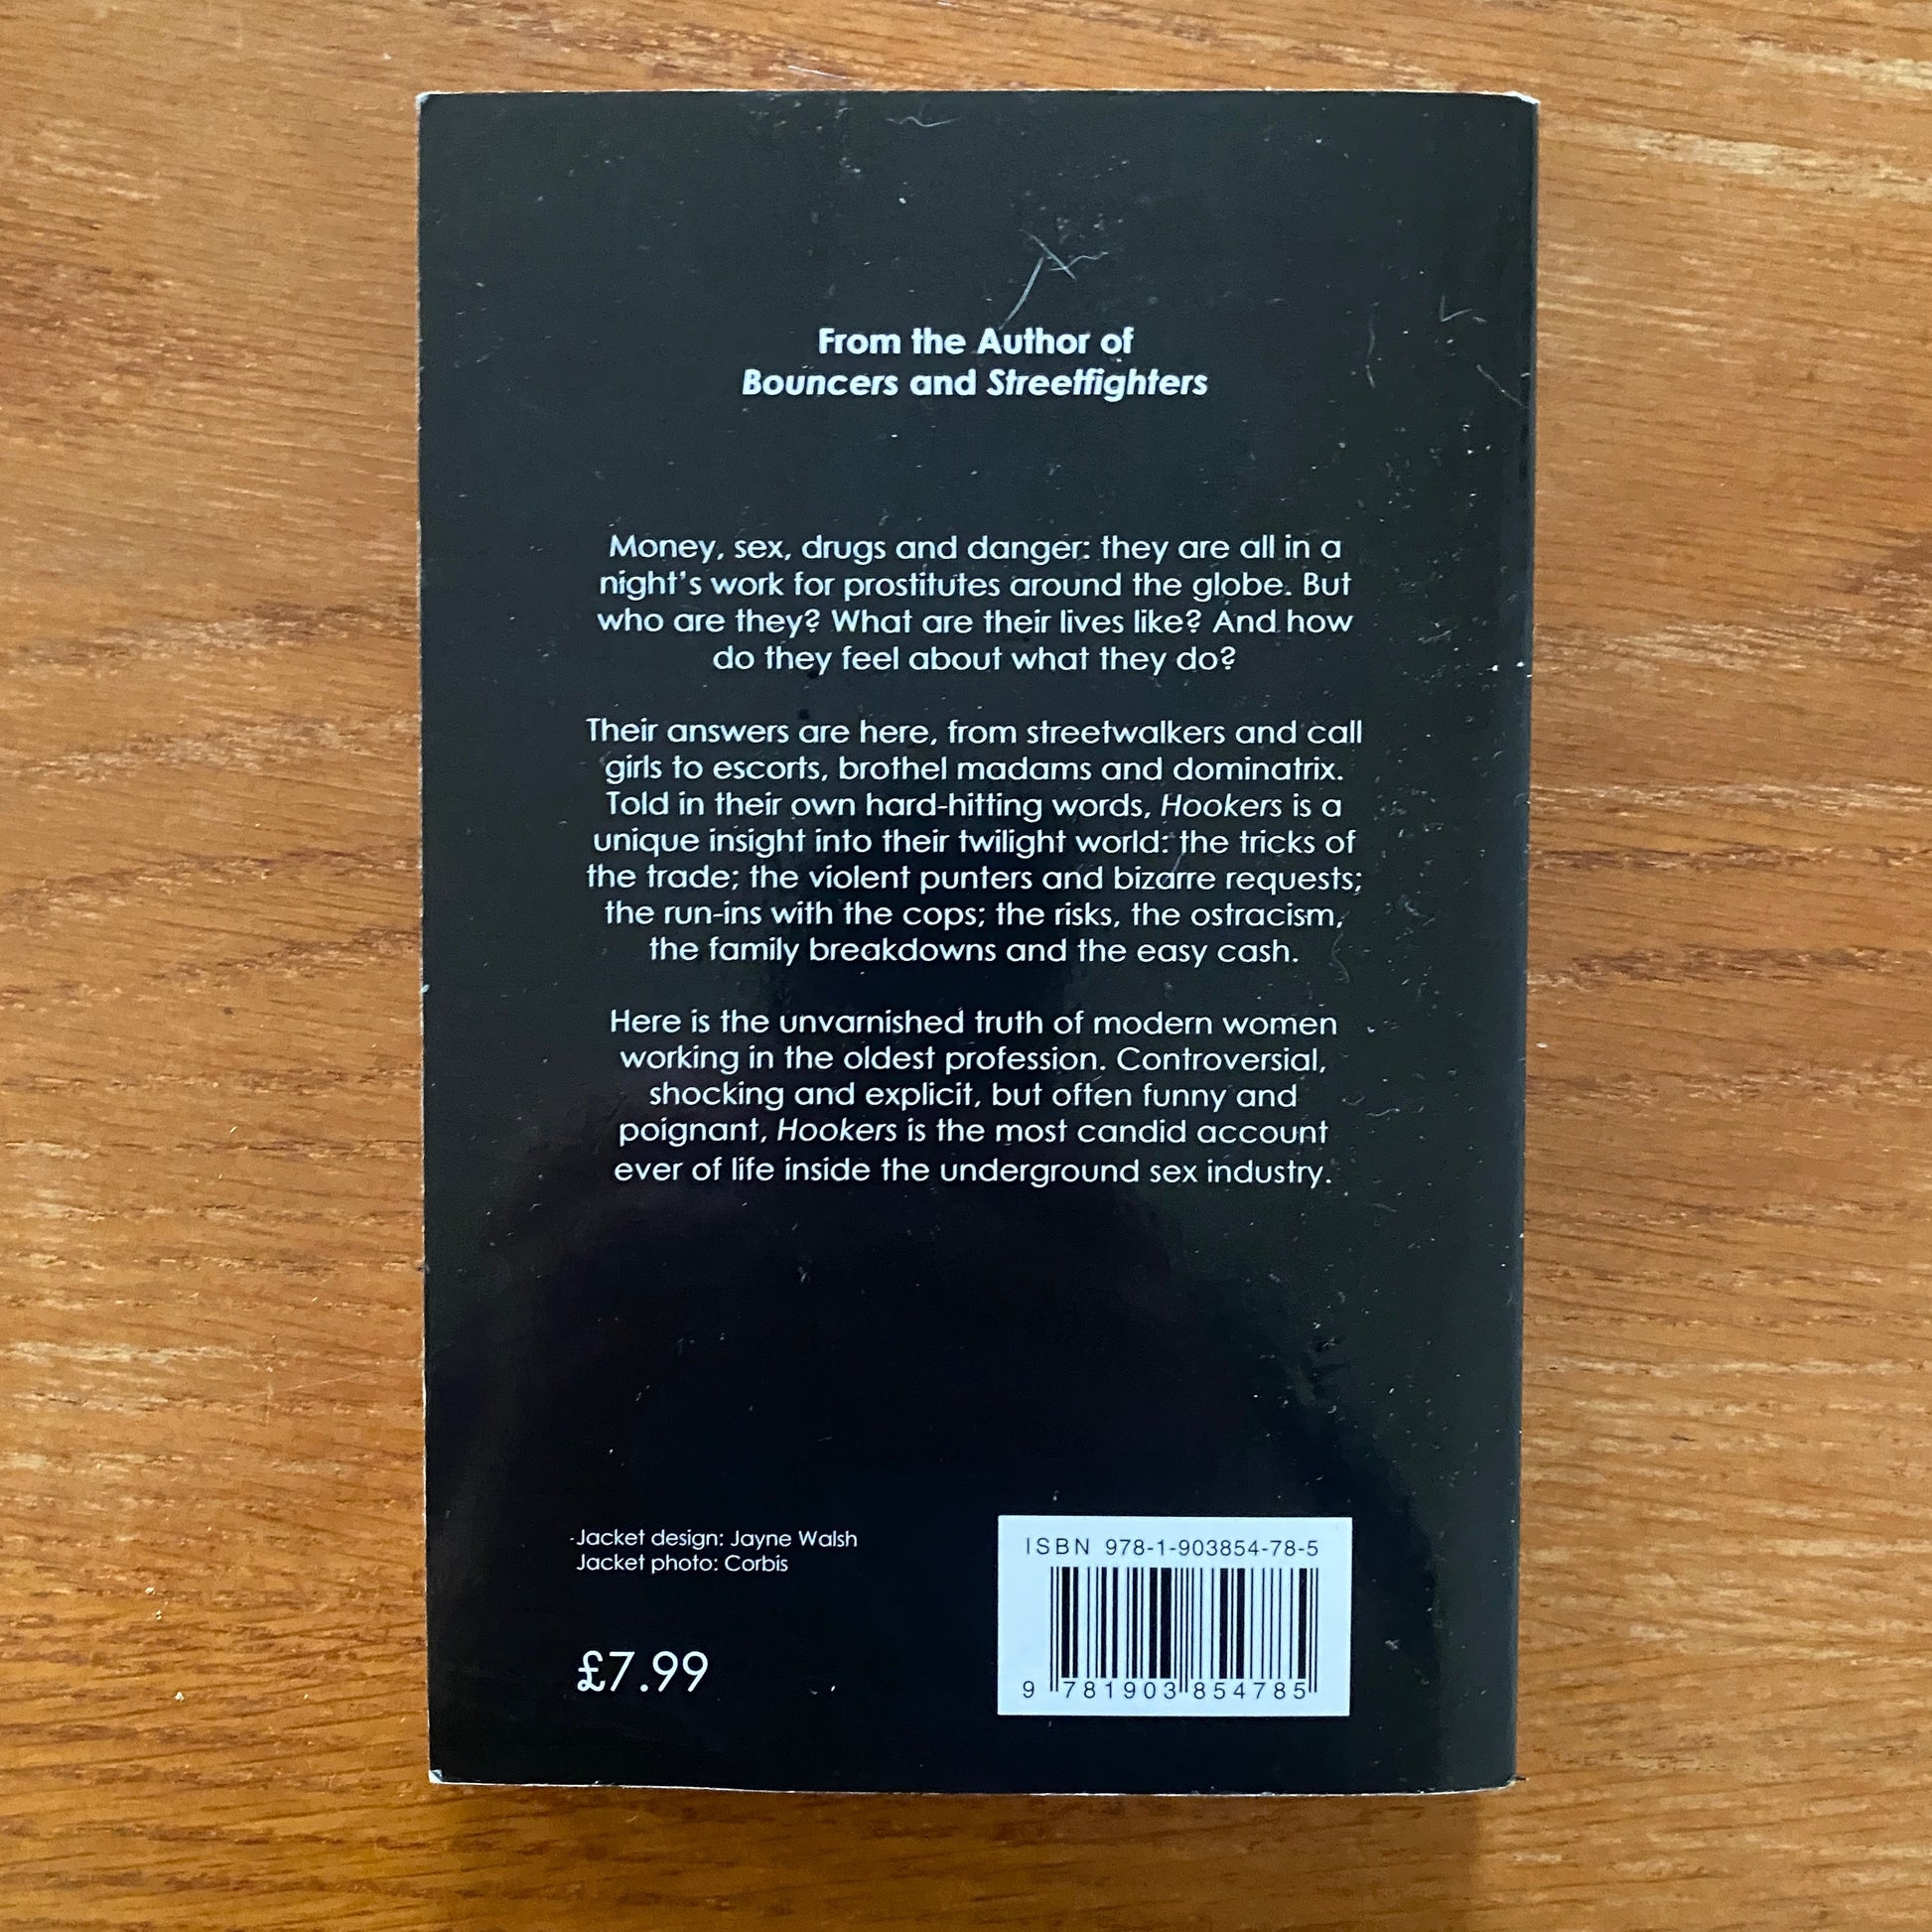 From the Author of
Bouncers and Streetfighters
Money, sex, drugs and danger: they are all in a
night's work for prostitutes around the globe. But
who are they? What are their lives like? And how
do they feel about what they do?
Their answers are here, from streetwalkers and call
girls to escorts, brothel madams and dominatrix.
Told in their own hard-hitting words, Hookers is a
unique insight into their twilight world: the tricks of
the trade; the violent punters and bizarre requests;
the run-ins with the cops; the risks, the ostracism,
the family breakdowns and the easy cash.
Here is the unvarnished truth of modern women
working in the oldest profession. Controversial,
shocking and explicit, but often funny and
poignant, Hookers is the most candid account
ever of life inside the underground sex industry.
Jacket design: Jayne Walsh
Jacket photo: Corbis
£7.99
ISBN 978-1-903854-78-5
9 781903 854785